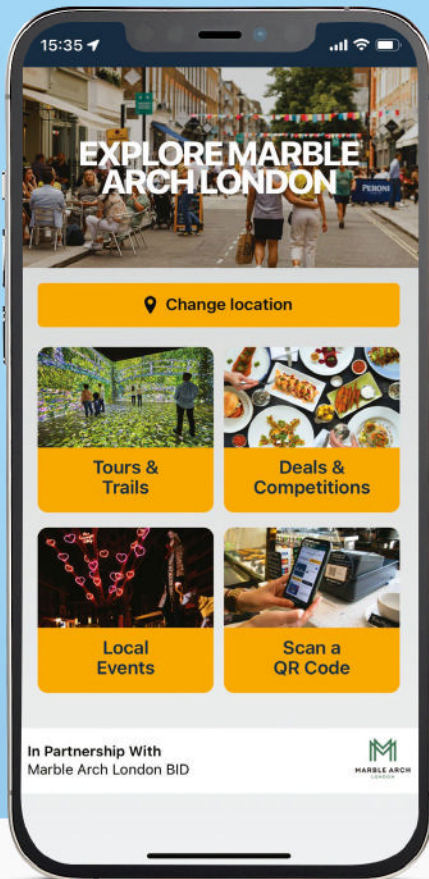 15:35
EXPLORE MARBLE
ARCH LONDON
PERONI
Change location
Tours &
Trails
Deals &
Competitions
Local
Events
Scan a
QR Code
In Partnership With
Marble Arch London BID
MARBLE ARCH
LONDON